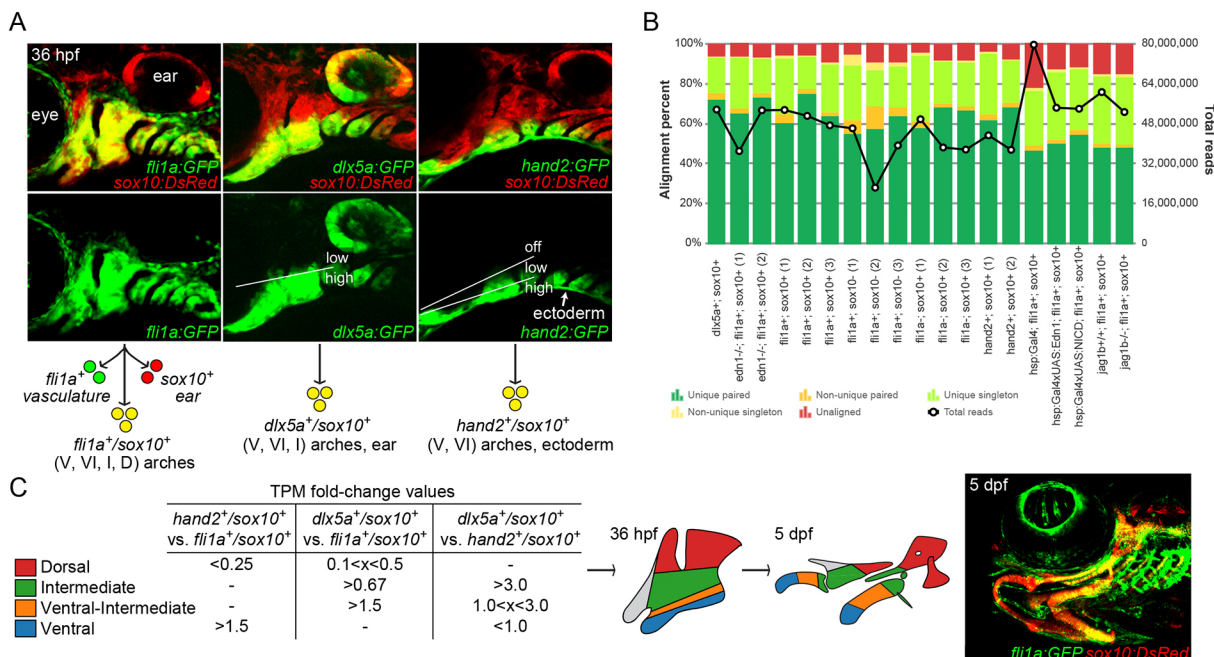 A
36 hpf
ear
eye
fli1a:GFP
sox10:DsRed
dlx5a:GFP
sox10:DsRed
hand2:GFP
sox10:DsRed
low
high
off
low
high
ectoderm
fli1a:GFP
dlx5a:GFP
hand2:GFP
fli1a+
vasculature
sox10+
ear
fli1a+/sox10+
(V, VI, I, D) arches
dlx5a+/sox10+
(V, VI, I) arches, ear
hand2+/sox10+
(V, VI) arches, ectoderm
B
Alignment percent
100%
80%
60%
40%
20%
0%
80,000,000
64,000,000
48,000,000
32,000,000
16,000,000
0
Total reads
dlx5a+; sox10+
edn1-/-; fli1a+; sox10+ (1)
edn1-/-; fli1a+; sox10+ (2)
fli1a+; sox10+ (1)
fli1a+; sox10+ (2)
fli1a+; sox10+ (3)
fli1a+; sox10- (1)
fli1a+; sox10- (2)
fli1a+; sox10- (3)
fli1a-; sox10+ (1)
fli1a-; sox10+ (2)
fli1a-; sox10+ (3)
hand2+; sox10+ (1)
hand2+; sox10+ (2)
hsp:Gal4; fli1a+; sox10+
hsp:Gal4xUAS:Edn1; fli1a+; sox10+
hsp:Gal4xUAS:NICD; fli1a+; sox10+
jag1b+/+; fli1a+; sox10+
jag1b-/-; fli1a+; sox10+
Unique paired
Non-unique paired
Unique singleton
Non-unique singleton
Unaligned
Total reads
C
TPM fold-change values
hand2+/sox10+
vs. fli1a+/sox10+
dlx5a+/sox10+
vs. fli1a+/sox10+
dlx5a+/sox10+
vs. hand2+/sox10+
Dorsal <0.25 0.1<x<0.5 -
Intermediate - >0.67 >3.0
Ventral-Intermediate - >1.5 1.0<x<3.0
Ventral >1.5 - <1.0
36 hpf
5 dpf
5 dpf
fli1a:GFP sox10:DsRed